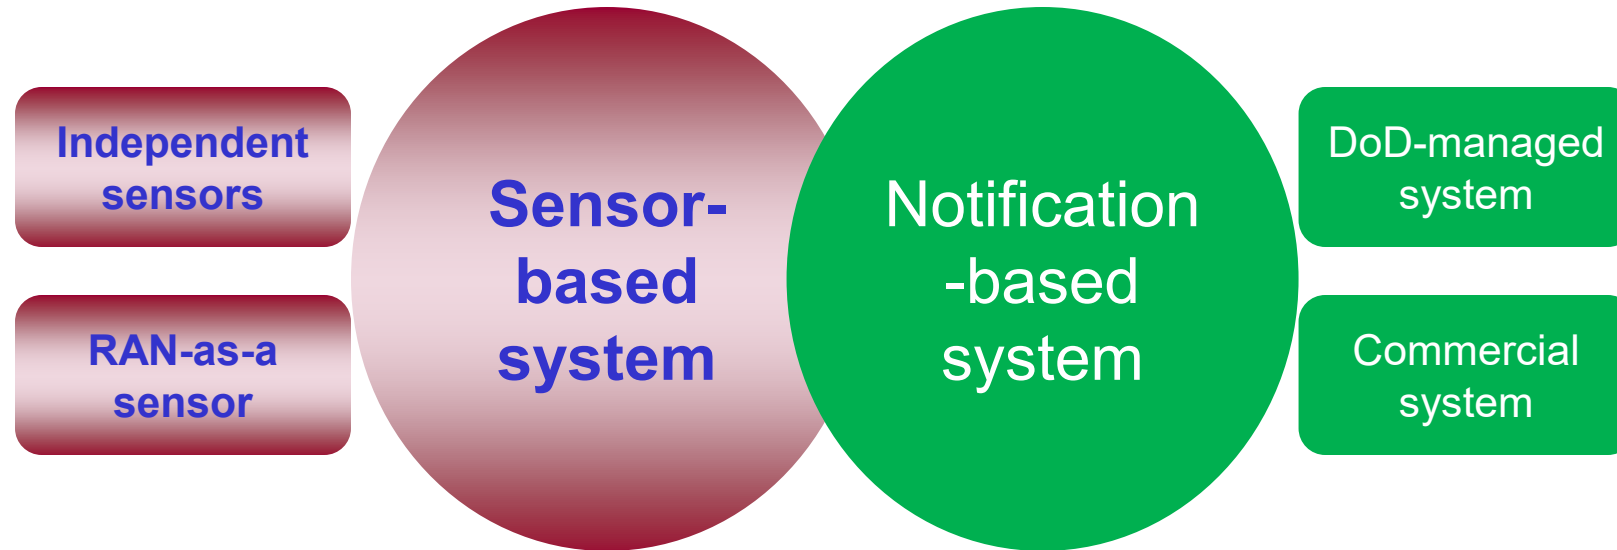 Independent
sensors
RAN-as-a
sensor
Sensor-
based
system
Notification
-based
system
DoD-managed
system
Commercial
system